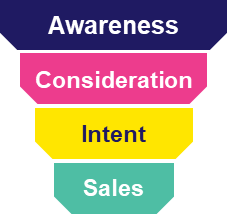 Awareness
Consideration
Intent
Sales